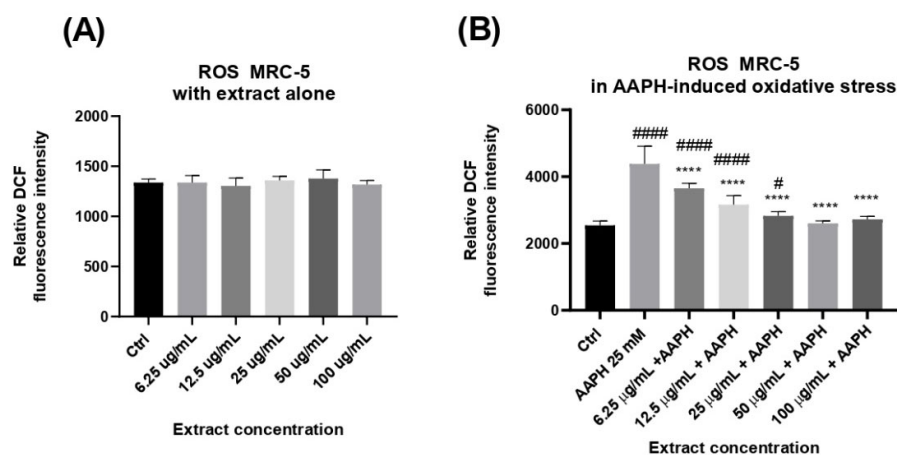 (A)
ROS MRC-5
with extract alone
Relative DCF
fluorescence intensity
2000
1500
1000
500
0
Ctrl
6.25 ug/mL
12.5 ug/mL
25 ug/mL
50 ug/mL
100 ug/mL
Extract concentration
(B)
ROS MRC-5
in AAPH-induced oxidative stress
Relative DCF
fluorescence intensity
6000
4000
2000
0
####
####
****
####
****
#
****
****
****
Ctrl
AAPH 25 mM
6.25 μg/mL +AAPH
12.5 μg/mL + AAPH
25 μg/mL + AAPH
50 μg/mL + AAPH
100 μg/mL + AAPH
Extract concentration